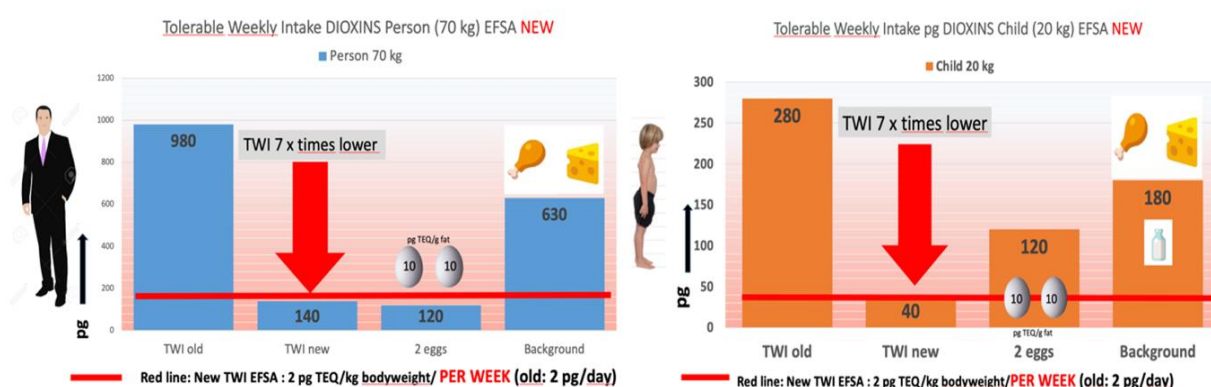 Tolerable Weekly Intake DIOXINS Person (70 kg) EFSA NEW
Person 70 kg
1200
1000
800
600
400
200
0
pg
980
TWI 7 x times lower
140
pg TEQ/g fat
10 10
120
630
TWI old TWI new 2 eggs Background
Red line: New TWI EFSA : 2 pg TEQ/kg bodyweight/ PER WEEK (old: 2 pg/day)
Tolerable Weekly Intake pg DIOXINS Child (20 kg) EFSA NEW
Child 20 kg
300
250
200
150
100
50
0
pg
280
TWI 7 x times lower
40
120
10 10
pg TEQ/g fat
180
TWI old TWI new 2 eggs Background
Red line: New TWI EFSA : 2 pg TEQ/kg bodyweight/PER WEEK (old: 2 pg/day)